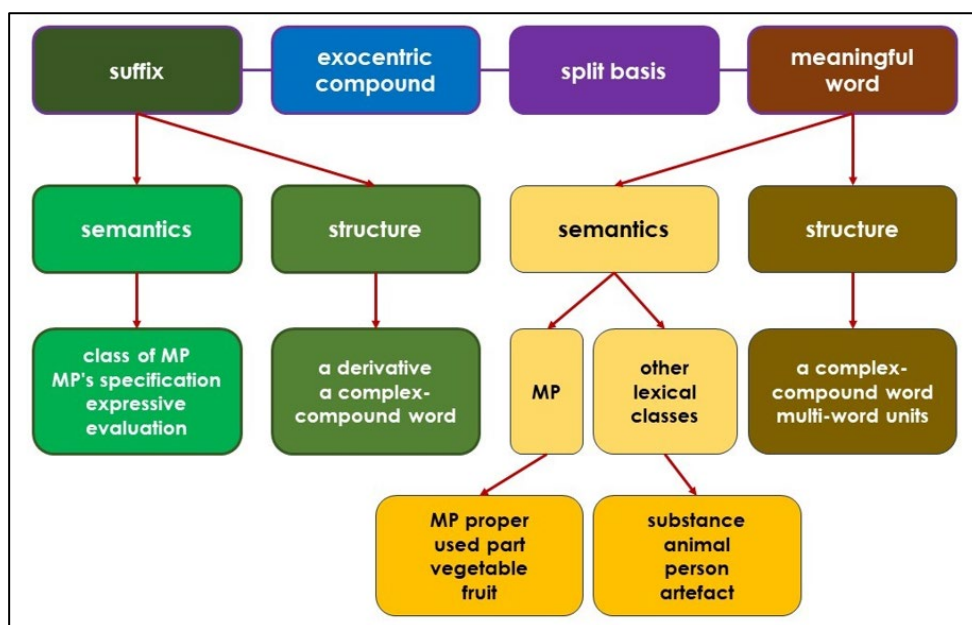 suffix
exocentric
compound
split basis
meaningful
word
semantics
structure
semantics
structure
class of MP
MP's specification
expressive
evaluation
a derivative
a complex-
compound word
MP
other
lexical
classes
a complex-
compound word
multi-word units
MP proper
used part
vegetable
fruit
substance
animal
person
artefact